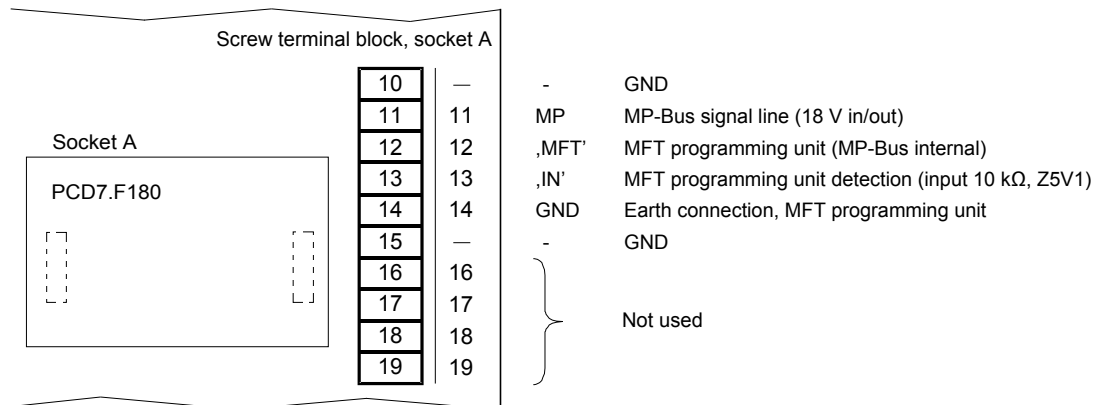 Screw terminal block, socket A
10 — - GND
11 11 MP MP-Bus signal line (18 V in/out)
Socket A
12 12 ‚MFT’ MFT programming unit (MP-Bus internal)
13 13 ‚IN’ MFT programming unit detection (input 10 kΩ, Z5V1)
PCD7.F180
14 14 GND Earth connection, MFT programming unit
15 — - GND
16 16
17 17
Not used
18 18
19 19